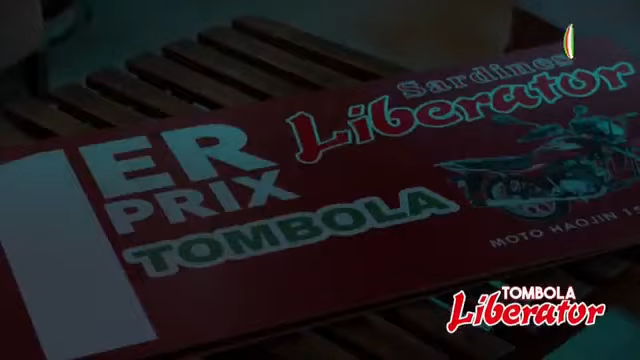 1ER
PRIX
TOMBOLA
Sardines
Liberator
MOTO HAOJIN
TOMBOLA
Liberator